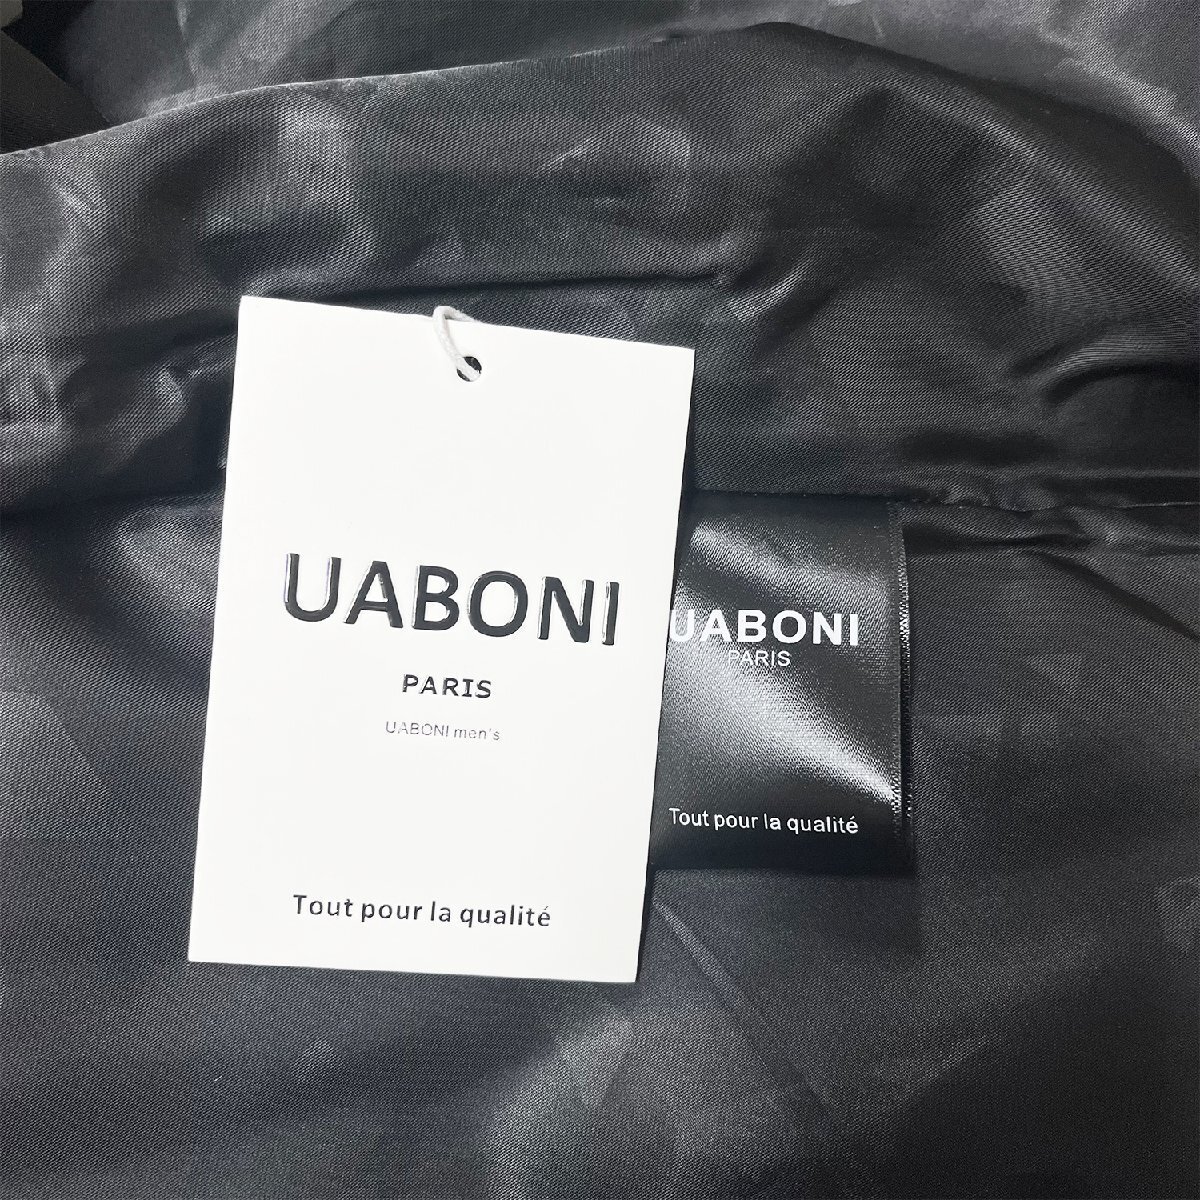 UABONI
PARIS
UABONI men's
Tout pour la qualité
UABONI
PARIS
Tout pour la qualité